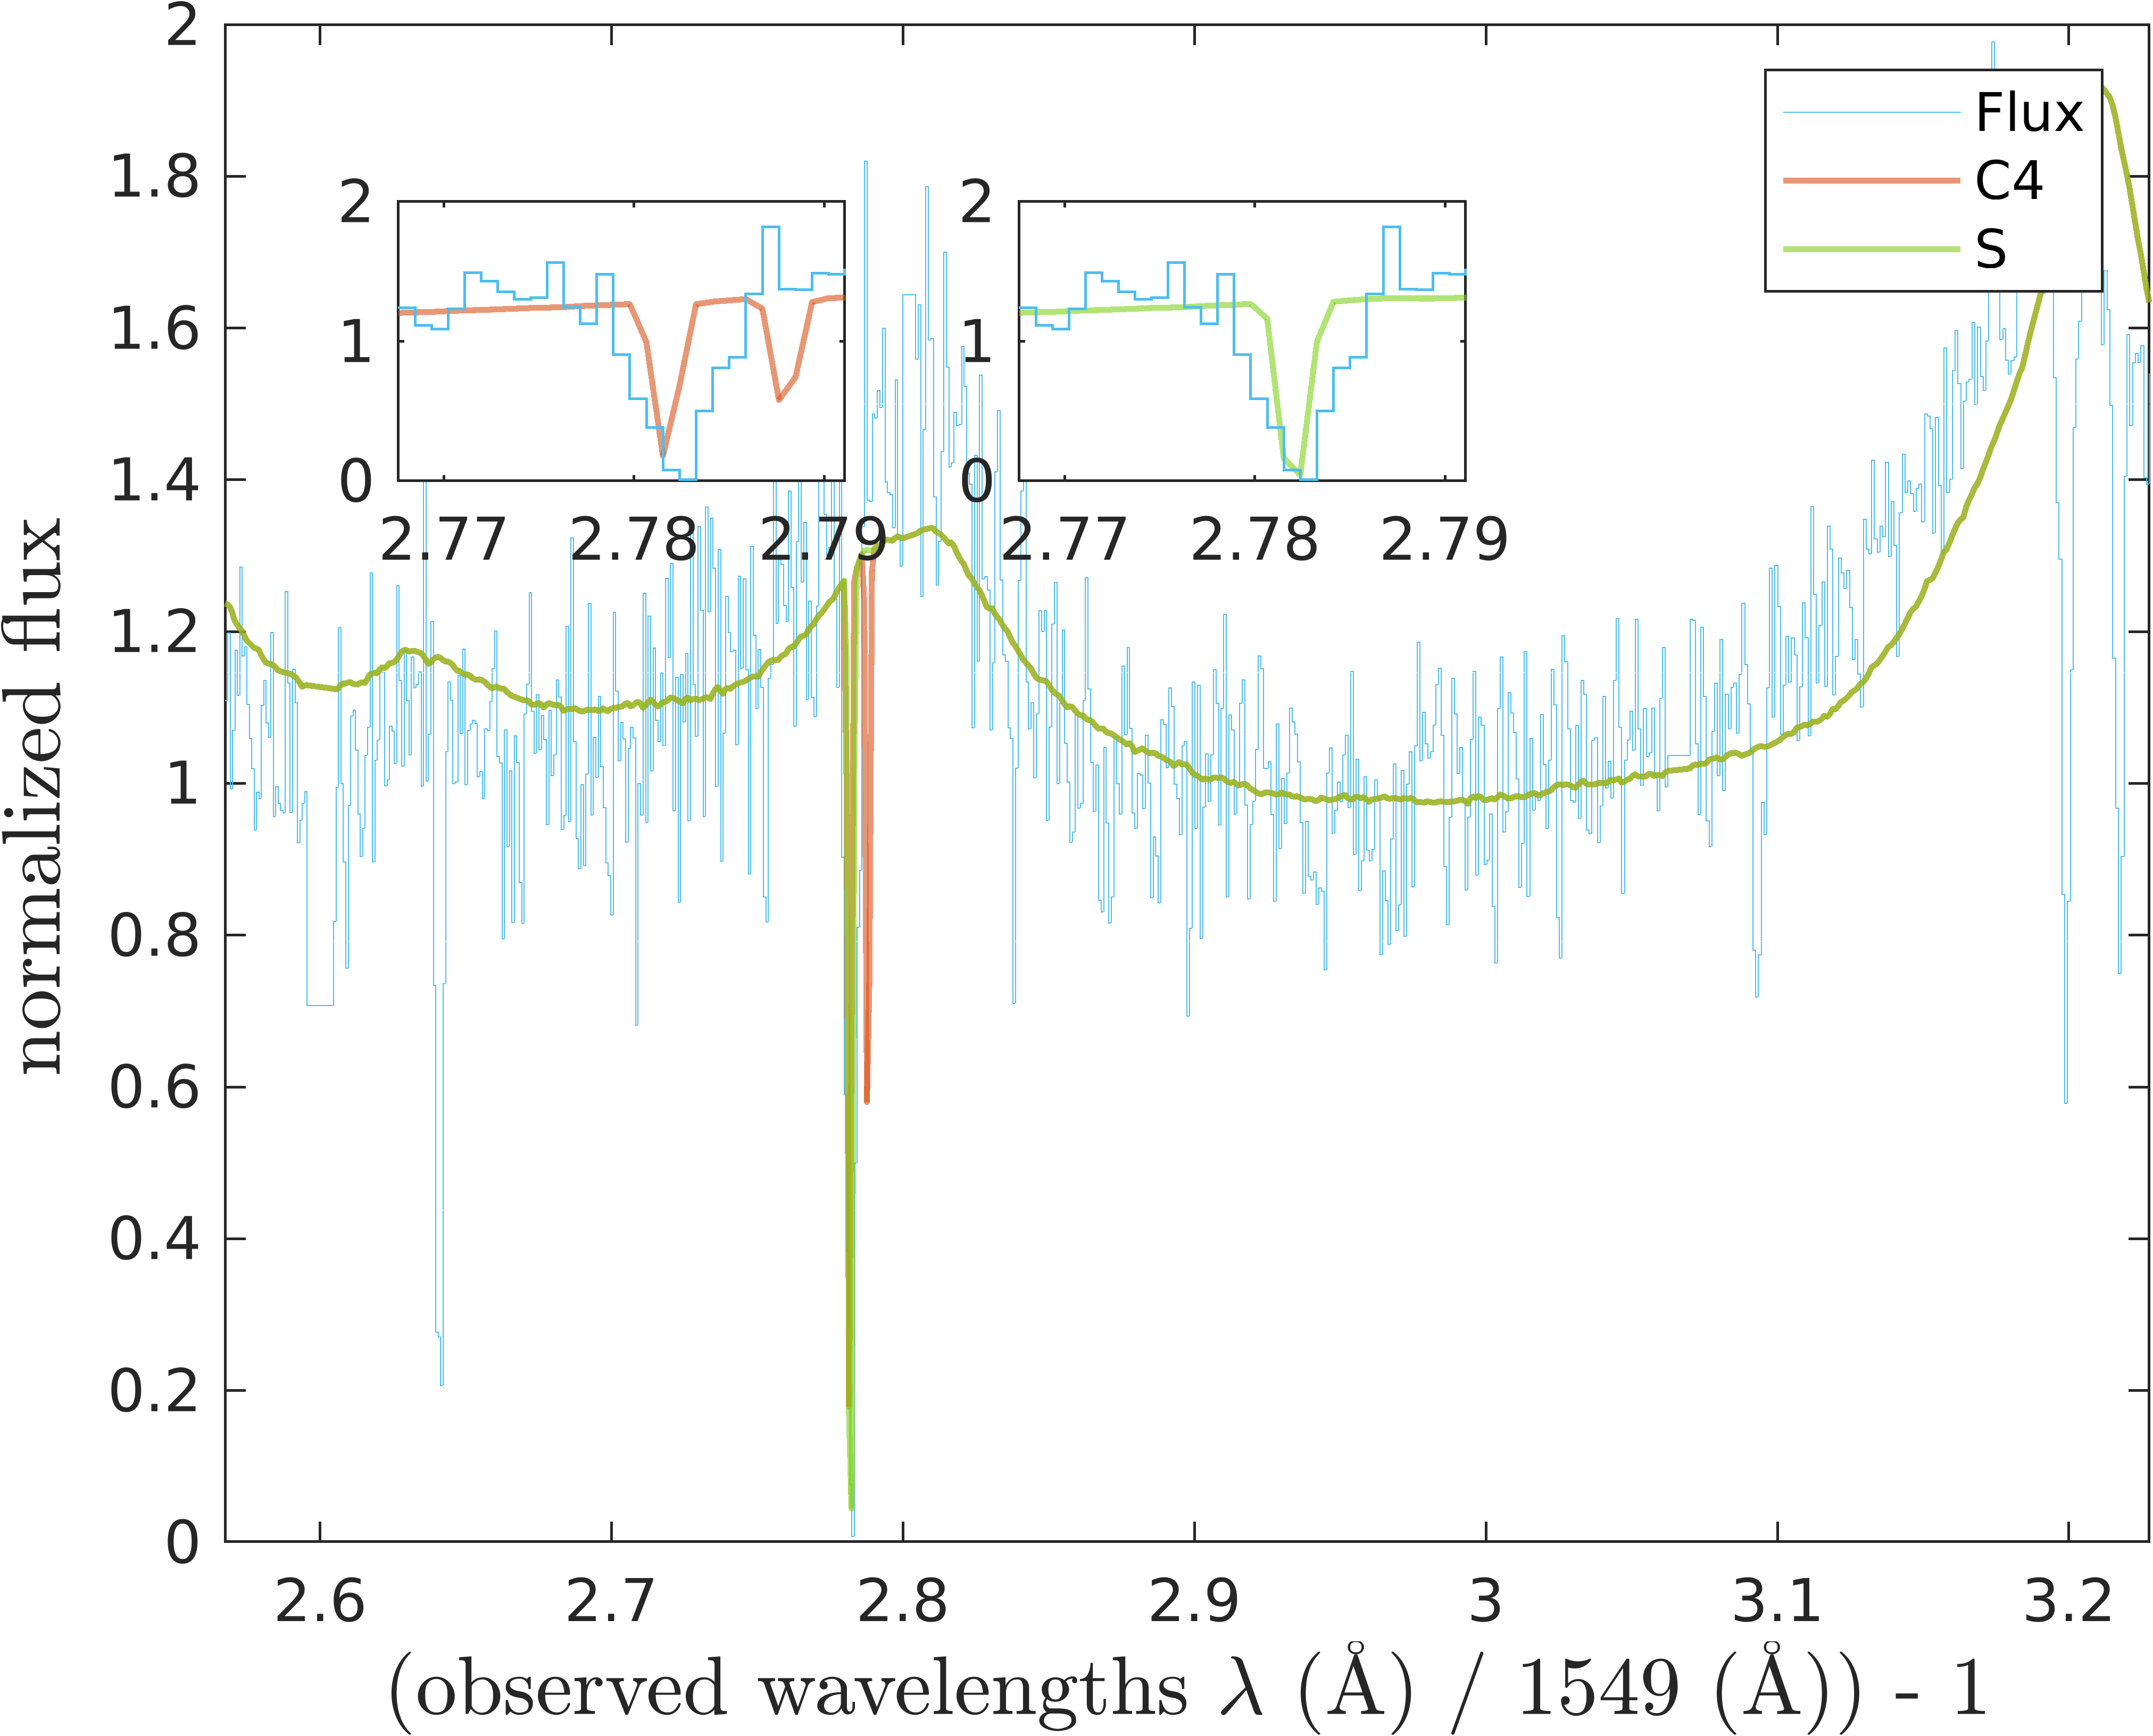 normalized flux
2
1.8
1.6
1.4
1.2
1
0.8
0.6
0.4
0.2
0
Flux
C4
S
2
1
0
2.77 2.78 2.79
2
1
0
2.77 2.78 2.79
2.6 2.7 2.8 2.9 3 3.1 3.2
(observed wavelengths λ (Å) / 1549 (Å)) - 1